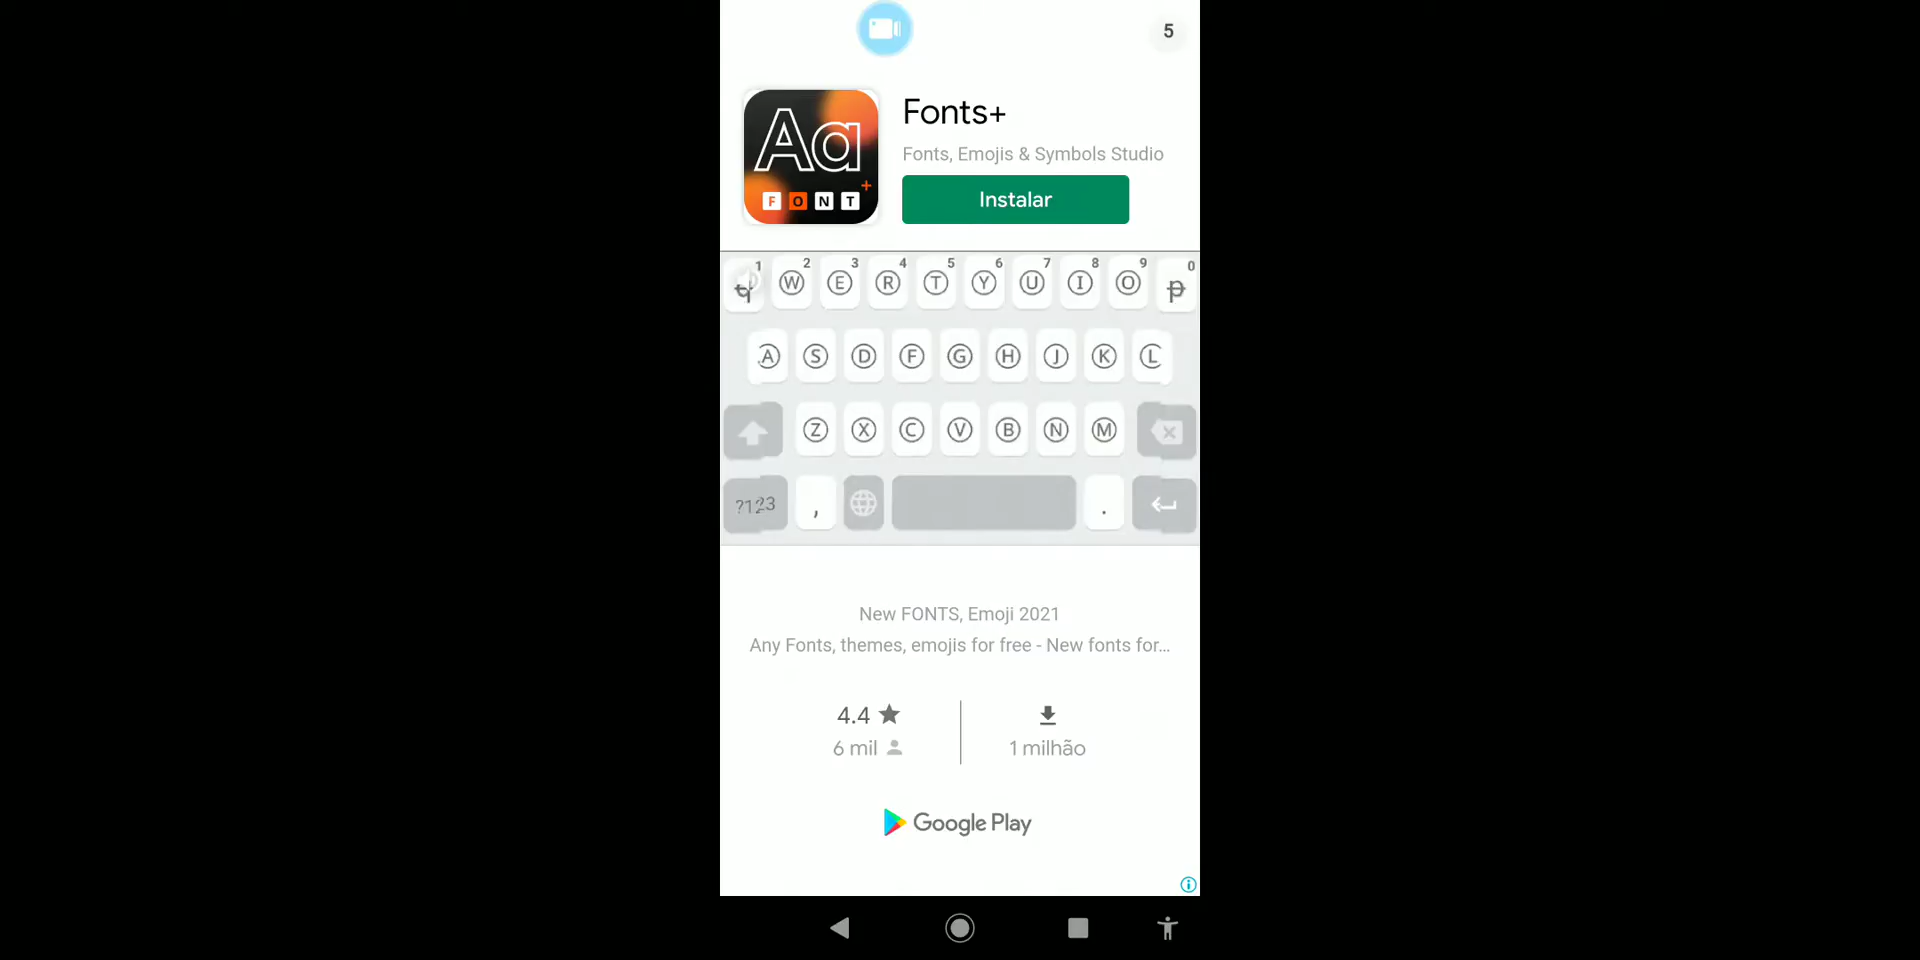 5
Aa
FONT+
Fonts+
Fonts, Emojis & Symbols Studio
Instalar
1 2 3 4 5 6 7 8 9 0
q Ⓦ Ⓔ Ⓡ Ⓣ Ⓨ Ⓤ Ⓘ Ⓞ p
Ⓐ Ⓢ Ⓓ Ⓕ Ⓖ Ⓗ Ⓙ Ⓚ Ⓛ
Ⓩ Ⓧ Ⓒ Ⓥ Ⓑ Ⓝ Ⓜ
?123 , .
New FONTS, Emoji 2021
Any Fonts, themes, emojis for free - New fonts for...
4.4 ★
6 mil
1 milhão
Google Play